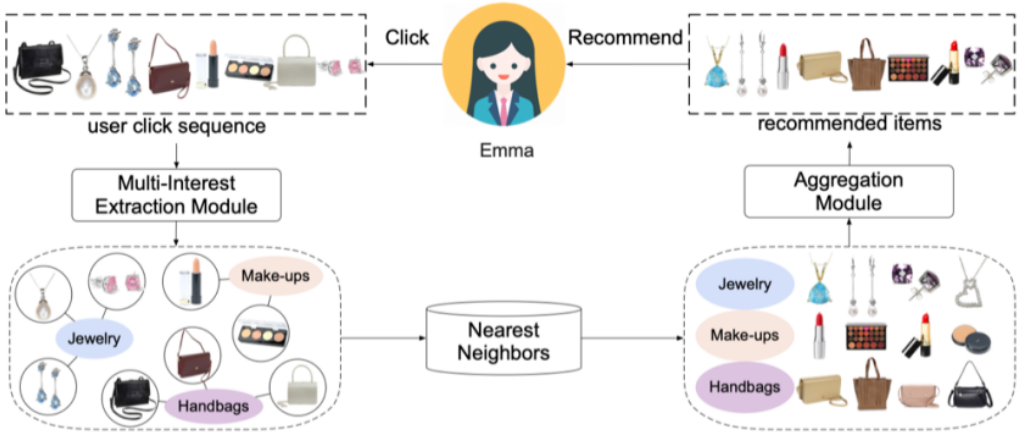 Click
Recommend
user click sequence
Emma
recommended items
Multi-Interest
Extraction Module
Aggregation
Module
Make-ups
Jewelry
Handbags
Nearest
Neighbors
Jewelry
Make-ups
Handbags